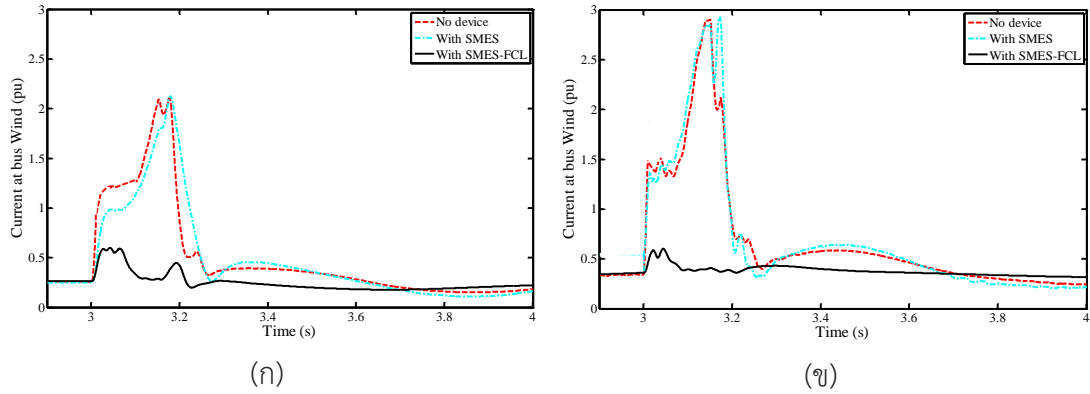 3
2.5
2
1.5
1
0.5
0
Current at bus Wind (pu)
No device
With SMES
With SMES-FCL
3
3.2
3.4
3.6
3.8
4
Time (s)
(ก)
3
2.5
2
1.5
1
0.5
0
Current at bus Wind (pu)
No device
With SMES
With SMES-FCL
3
3.2
3.4
3.6
3.8
4
Time (s)
(ข)